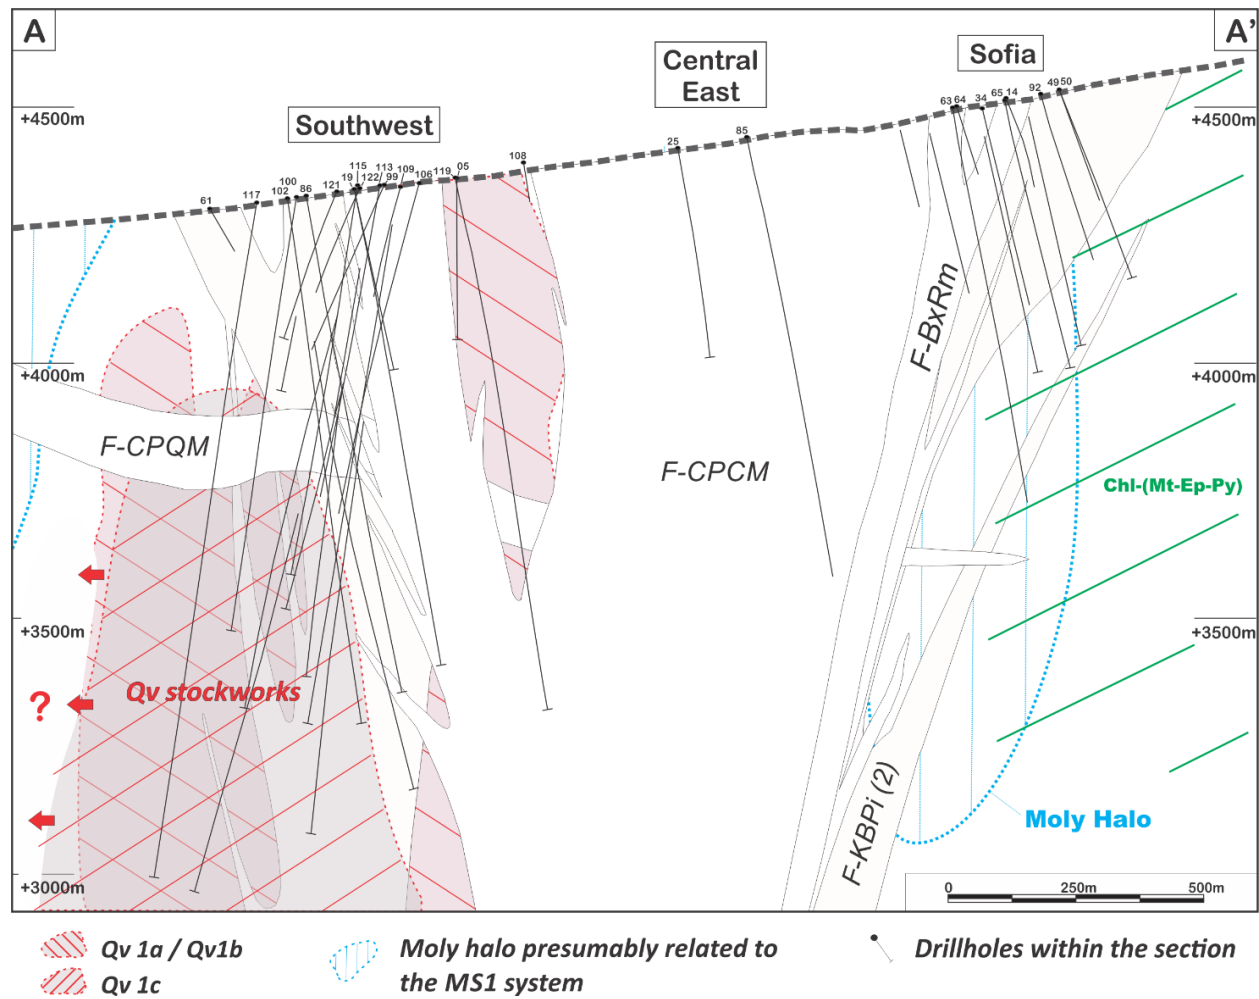 A
A'
Southwest
Central
East
Sofia
+4500m
+4500m
63
64
34
65
14
92
49
50
25
85
108
61
117
102
100
86
121
19
115
122
113
99
109
106
119
05
+4000m
+4000m
F-BxRm
F-CPQM
F-CPCM
Chl-(Mt-Ep-Py)
+3500m
+3500m
Qv stockworks
?
F-KBPi (2)
Moly Halo
+3000m
0
250m
500m
Qv 1a / Qv1b
Qv 1c
Moly halo presumably related to
the MS1 system
Drillholes within the section